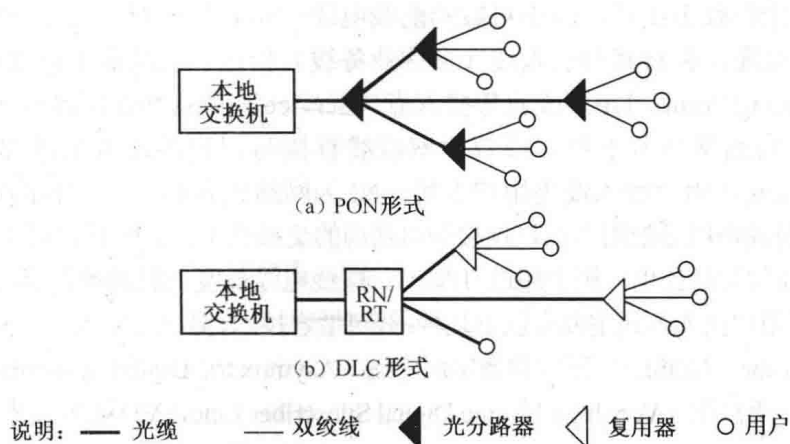 本地
交换机
(a) PON形式
本地
交换机
RN/
RT
(b) DLC形式
说明: 光缆 双绞线 光分路器 复用器 用户